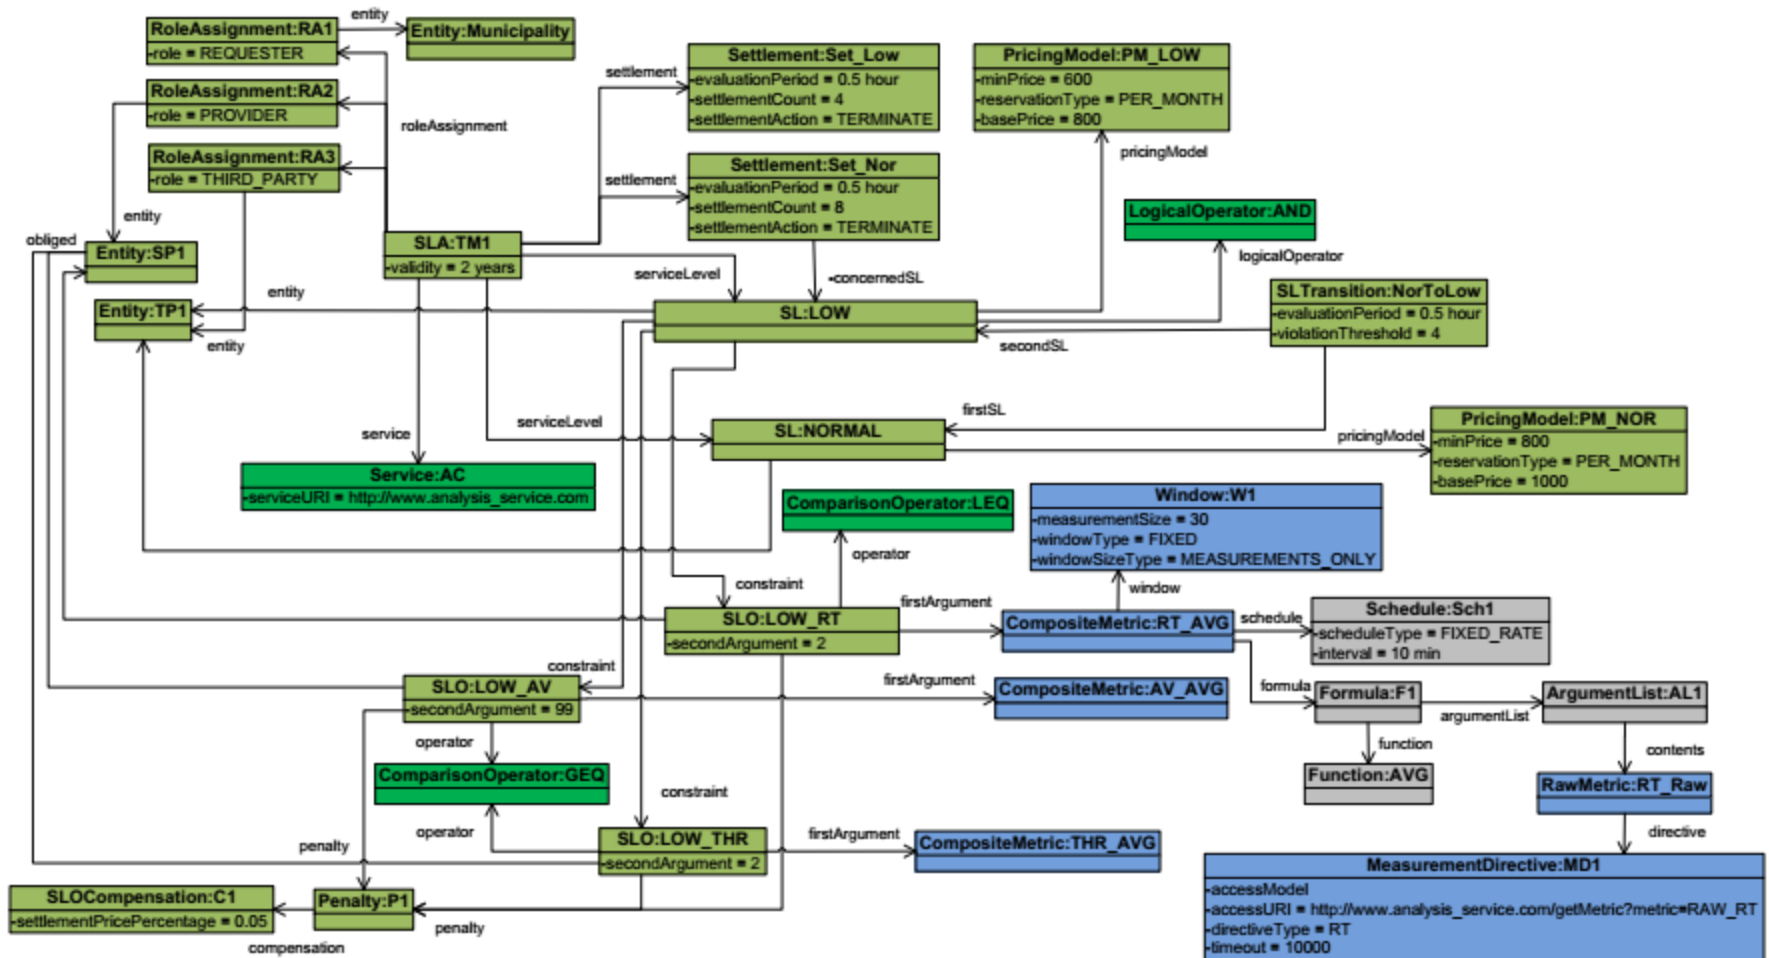 entity
RoleAssignment:RA1
-role = REQUESTER
Entity:Municipality
RoleAssignment:RA2
-role = PROVIDER
roleAssignment
RoleAssignment:RA3
-role = THIRD_PARTY
settlement
Settlement:Set_Low
-evaluationPeriod = 0.5 hour
-settlementCount = 4
-settlementAction = TERMINATE
PricingModel:PM_LOW
-minPrice = 600
-reservationType = PER_MONTH
-basePrice = 800
pricingModel
settlement
Settlement:Set_Nor
-evaluationPeriod = 0.5 hour
-settlementCount = 8
-settlementAction = TERMINATE
LogicalOperator:AND
logicalOperator
entity
obliged
Entity:SP1
SLA:TM1
-validity = 2 years
serviceLevel
-concernedSL
SLTransition:NorToLow
-evaluationPeriod = 0.5 hour
-violationThreshold = 4
entity
Entity:TP1
entity
SL:LOW
secondSL
firstSL
serviceLevel
SL:NORMAL
service
pricingModel
PricingModel:PM_NOR
-minPrice = 800
-reservationType = PER_MONTH
-basePrice = 1000
Service:AC
-serviceURI = http://www.analysis_service.com
ComparisonOperator:LEQ
operator
Window:W1
-measurementSize = 30
-windowType = FIXED
-windowSizeType = MEASUREMENTS_ONLY
window
constraint
SLO:LOW_RT
-secondArgument = 2
firstArgument
CompositeMetric:RT_AVG
schedule
Schedule:Sch1
-scheduleType = FIXED_RATE
-interval = 10 min
constraint
SLO:LOW_AV
-secondArgument = 99
firstArgument
CompositeMetric:AV_AVG
formula
Formula:F1
argumentList
ArgumentList:AL1
operator
function
Function:AVG
contents
RawMetric:RT_Raw
directive
ComparisonOperator:GEQ
constraint
operator
penalty
SLO:LOW_THR
-secondArgument = 2
firstArgument
CompositeMetric:THR_AVG
MeasurementDirective:MD1
-accessModel
-accessURI = http://www.analysis_service.com/getMetric?metric=RAW_RT
-directiveType = RT
-timeout = 10000
SLOCompensation:C1
-settlementPricePercentage = 0.05
Penalty:P1
penalty
compensation